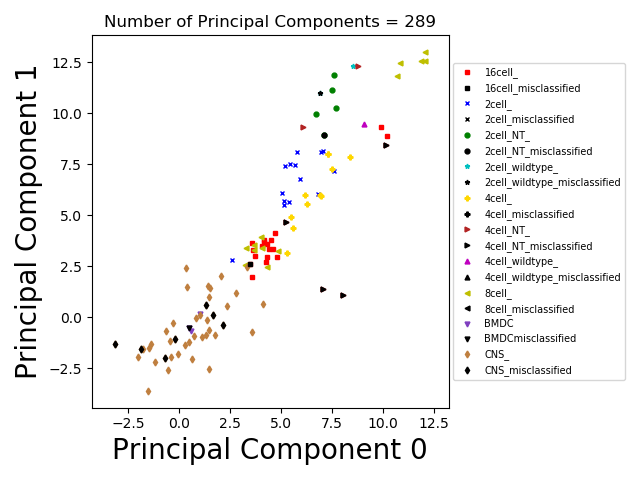 Number of Principal Components = 289
Principal Component 1
12.5
10.0
7.5
5.0
2.5
0.0
−2.5
−2.5
0.0
2.5
5.0
7.5
10.0
12.5
Principal Component 0
16cell_
16cell_misclassified
2cell_
2cell_misclassified
2cell_NT_
2cell_NT_misclassified
2cell_wildtype_
2cell_wildtype_misclassified
4cell_
4cell_misclassified
4cell_NT_
4cell_NT_misclassified
4cell_wildtype_
4cell_wildtype_misclassified
8cell_
8cell_misclassified
BMDC
BMDCmisclassified
CNS_
CNS_misclassified